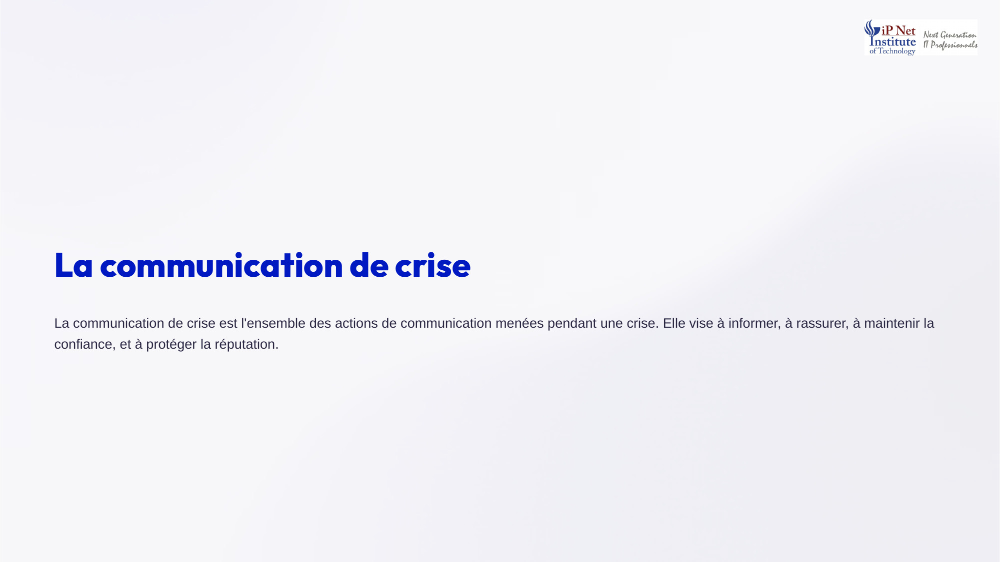 iP Net
Institute
of Technology
Next Generation
IT Professionnels
La communication de crise
La communication de crise est l'ensemble des actions de communication menées pendant une crise. Elle vise à informer, à rassurer, à maintenir la
confiance, et à protéger la réputation.